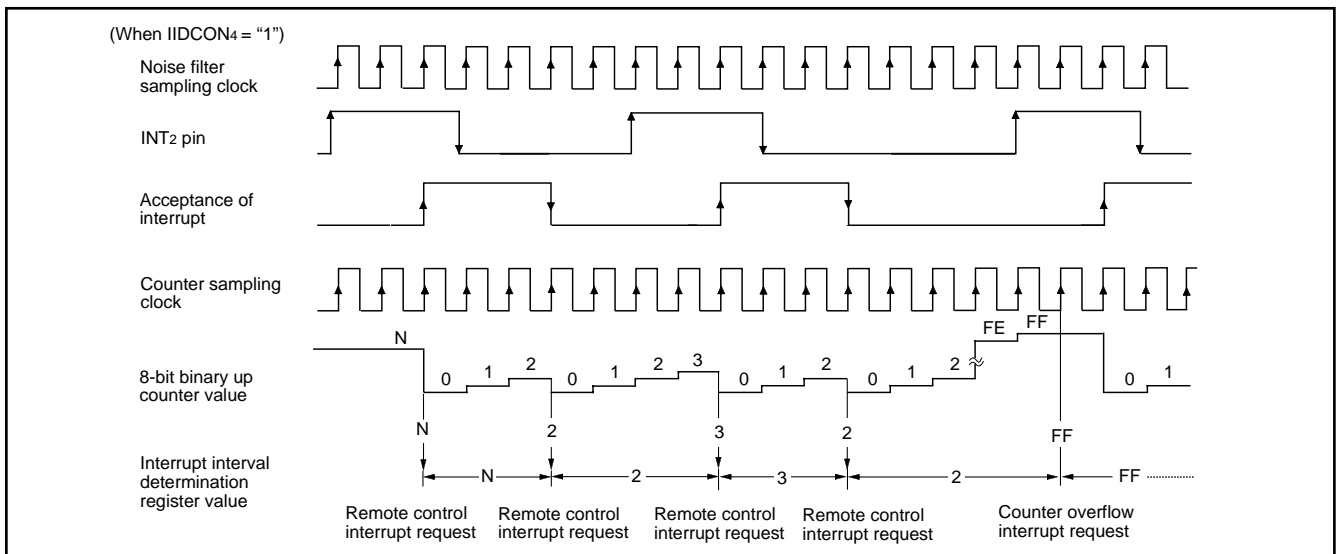 (When IIDCON4 = “1”)
Noise filter
sampling clock
INT2 pin
Acceptance of
interrupt
Counter sampling
clock
8-bit binary up
counter value
N
0 1 2 0 1 2 3 0 1 2 0 1 2 FE FF 0 1
N 2 3 2 FF
Interrupt interval
determination
register value
N 2 3 2 FF
Remote control
interrupt request
Remote control
interrupt request
Remote control
interrupt request
Remote control
interrupt request
Counter overflow
interrupt request